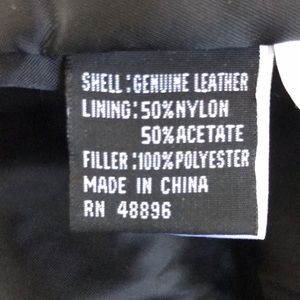 SHELL:GENUINE LEATHER
LINING:50%NYLON
50%ACETATE
FILLER:100%POLYESTER
MADE IN CHINA
RN 48896